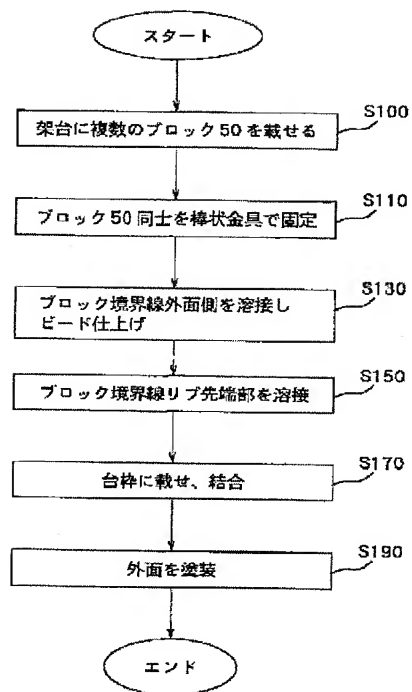 スタート
S100
架台に複数のブロック50を載せる
S110
ブロック50同士を棒状金具で固定
S130
ブロック境界線外面側を溶接し
ビード仕上げ
S150
ブロック境界線リブ先端部を溶接
S170
台枠に載せ、結合
S190
外面を塗装
エンド